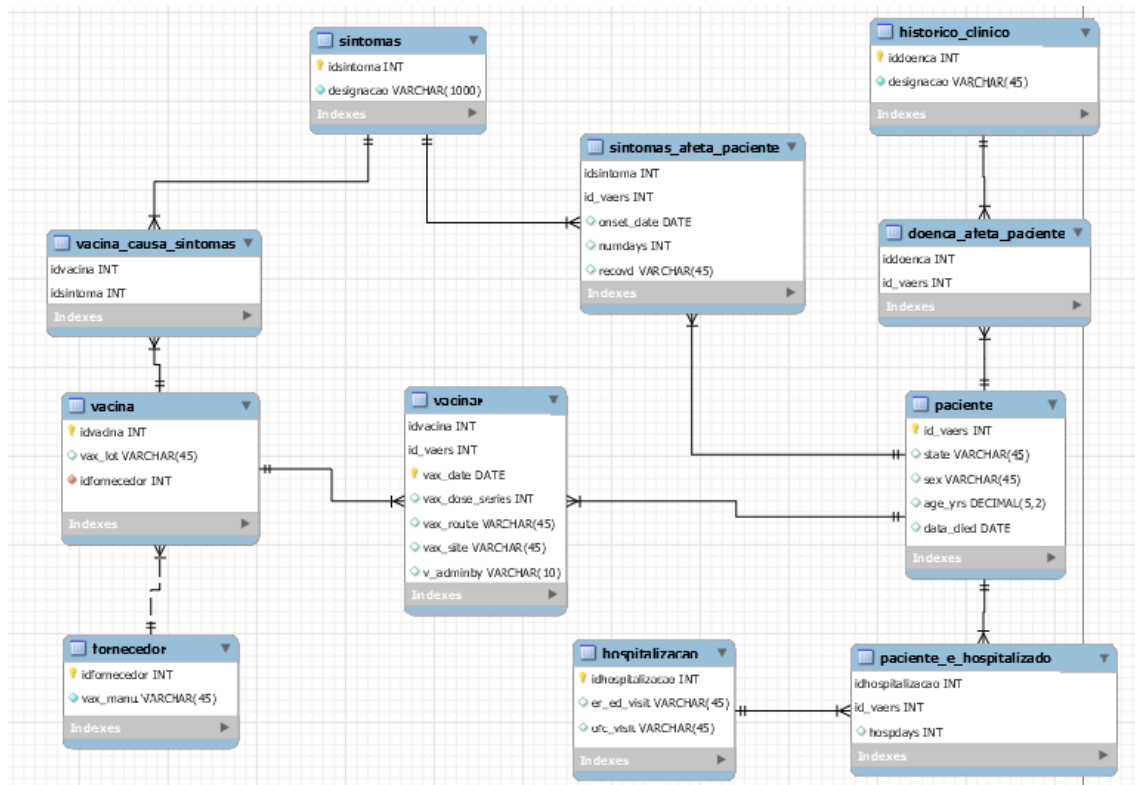 sintomas
idsintoma INT
designacao VARCHAR(1000)
Indexes
historico_clinico
iddoenca INT
designacao VARCHAR(45)
Indexes
sintomas_afeta_paciente
idsintoma INT
id_vaers INT
onset_date DATE
numdays INT
recovd VARCHAR(45)
Indexes
vacina_causa_sintomas
idvacina INT
idsintoma INT
Indexes
doenca_afeta_paciente
iddoenca INT
id_vaers INT
Indexes
vacina
idvacina INT
vax_lot VARCHAR(45)
idfornecedor INT
Indexes
vacinar
idvacina INT
id_vaers INT
vax_date DATE
vax_dose_series INT
vax_route VARCHAR(45)
vax_site VARCHAR(45)
v_adminby VARCHAR(10)
Indexes
paciente
id_vaers INT
state VARCHAR(45)
sex VARCHAR(45)
age_yrs DECIMAL(5,2)
data_died DATE
Indexes
fornecedor
idfornecedor INT
vax_manu VARCHAR(45)
Indexes
hospitalizacao
idhospitalizacao INT
er_ed_visit VARCHAR(45)
ofc_visit VARCHAR(45)
Indexes
paciente_e_hospitalizado
idhospitalizacao INT
id_vaers INT
hospdays INT
Indexes